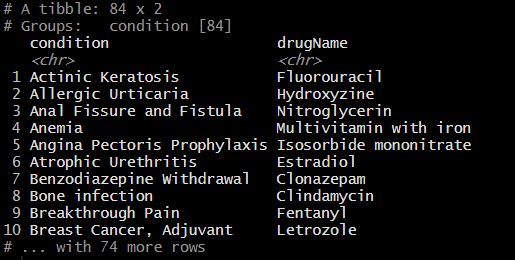 # A tibble: 84 x 2
# Groups:   condition [84]
   condition                  drugName
   <chr>                      <chr>
 1 Actinic Keratosis          Fluorouracil
 2 Allergic Urticaria         Hydroxyzine
 3 Anal Fissure and Fistula   Nitroglycerin
 4 Anemia                     Multivitamin with iron
 5 Angina Pectoris Prophylaxis Isosorbide mononitrate
 6 Atrophic Urethritis        Estradiol
 7 Benzodiazepine Withdrawal  Clonazepam
 8 Bone infection             Clindamycin
 9 Breakthrough Pain          Fentanyl
10 Breast Cancer, Adjuvant    Letrozole
# ... with 74 more rows